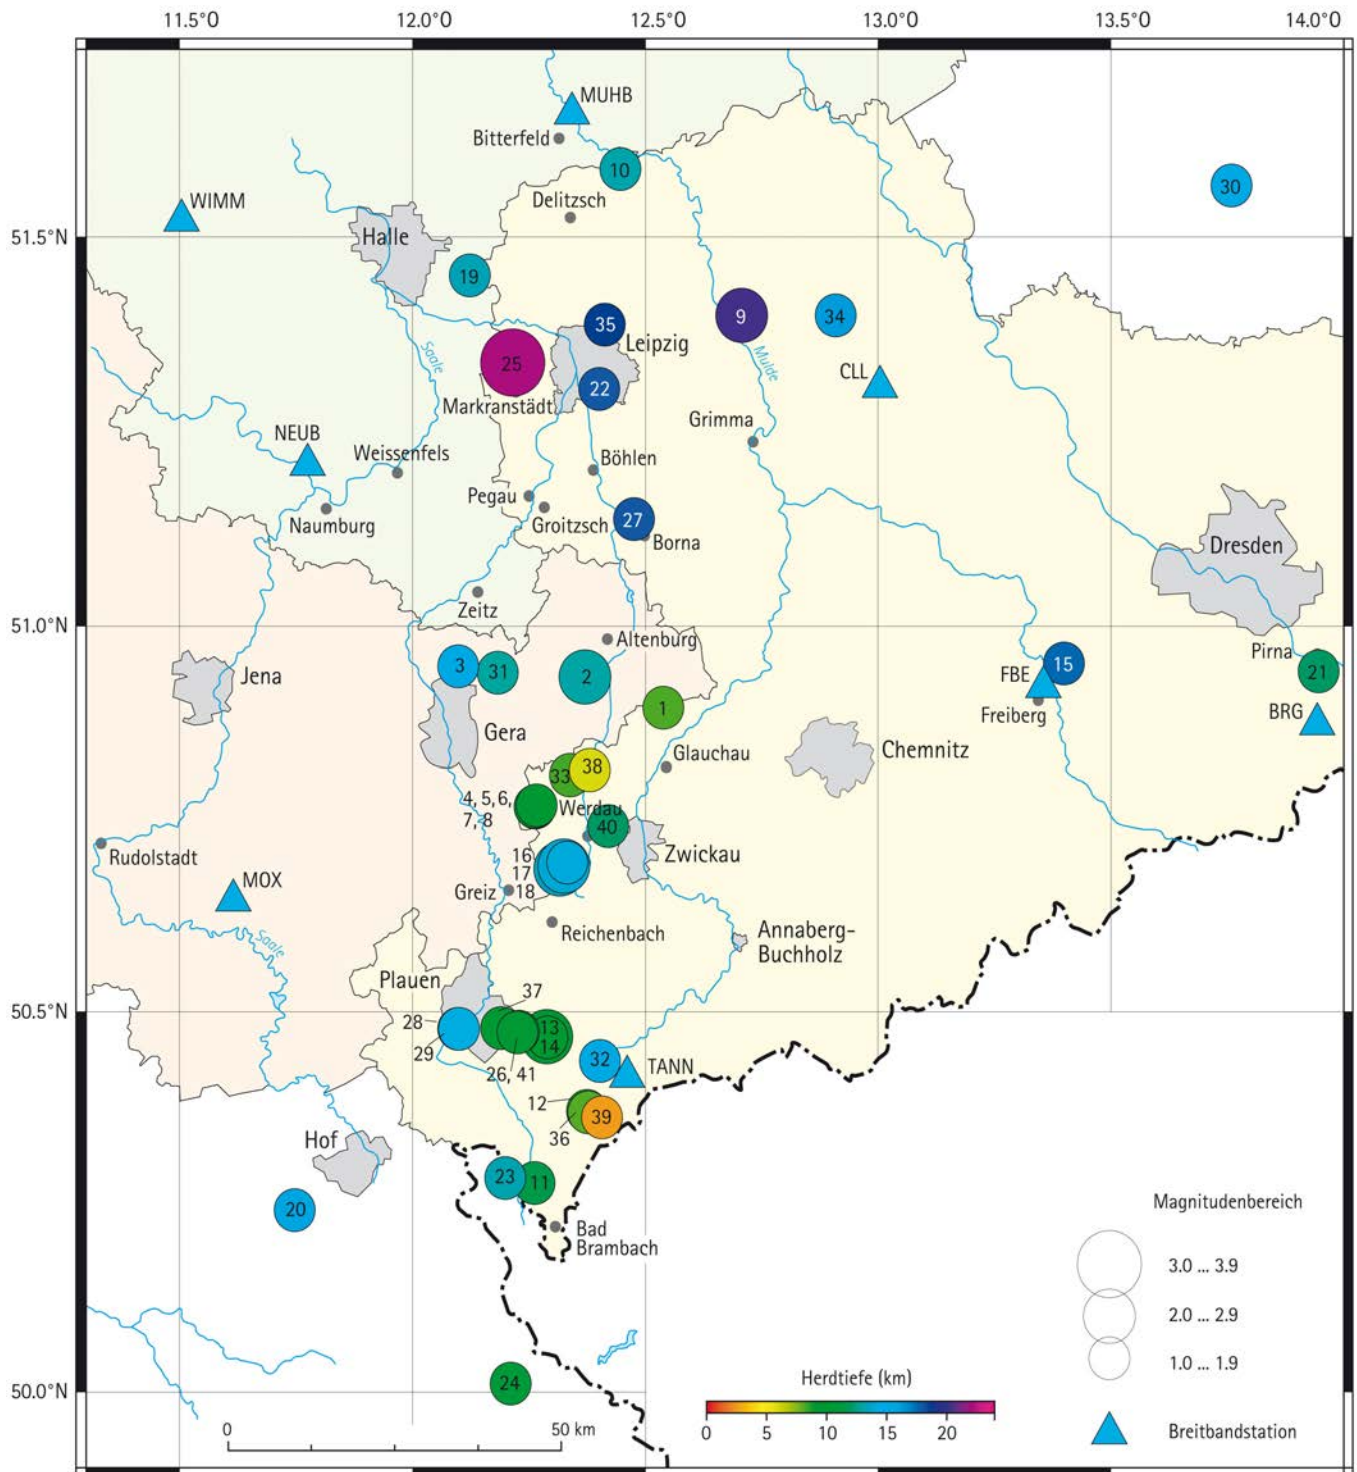 11.5°O 12.0°O 12.5°O 13.0°O 13.5°O 14.0°O
MUHB
Bitterfeld
10
30
WIMM
Delitzsch
51.5°N
Halle
19
35
9
34
Leipzig
25
Saale
Mulde
22
CLL
Markranstädt
Grimma
NEUB
Weissenfels
Böhlen
Pegau
Naumburg
Groitzsch
27
Borna
Dresden
Zeitz
51.0°N
Altenburg
Pirna
3
31
2
15
21
Jena
FBE
1
Freiberg
BRG
Gera
Glauchau
Chemnitz
33
38
4, 5, 6,
7, 8
Werdau
40
Rudolstadt
16
17
18
Zwickau
MOX
Greiz
Reichenbach
Annaberg-
Buchholz
Saale
Plauen
37
50.5°N
28
13
14
29
26, 41
32
TANN
12
39
36
Hof
23
11
20
Bad
Brambach
Magnitudenbereich
3.0 ... 3.9
2.0 ... 2.9
1.0 ... 1.9
24
50.0°N
Herdtiefe (km)
0 50 km
0 5 10 15 20
Breitbandstation